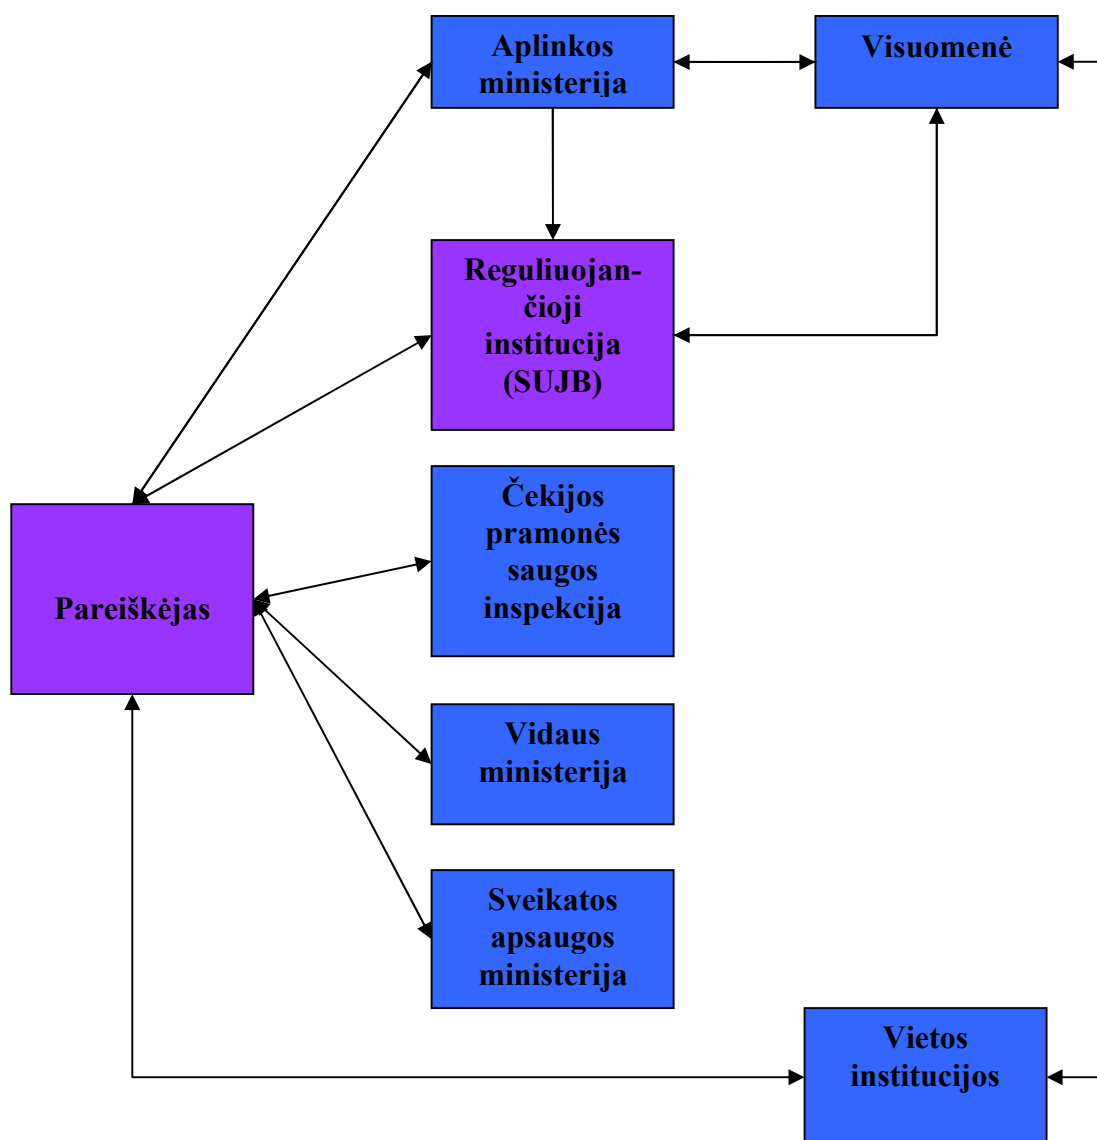 Aplinkos
ministerija
Visuomenė
Reguliuojan-
čioji
institucija
(SUJB)
Čekijos
pramonės
saugos
inspekcija
Pareiškėjas
Vidaus
ministerija
Sveikatos
apsaugos
ministerija
Vietos
institucijos